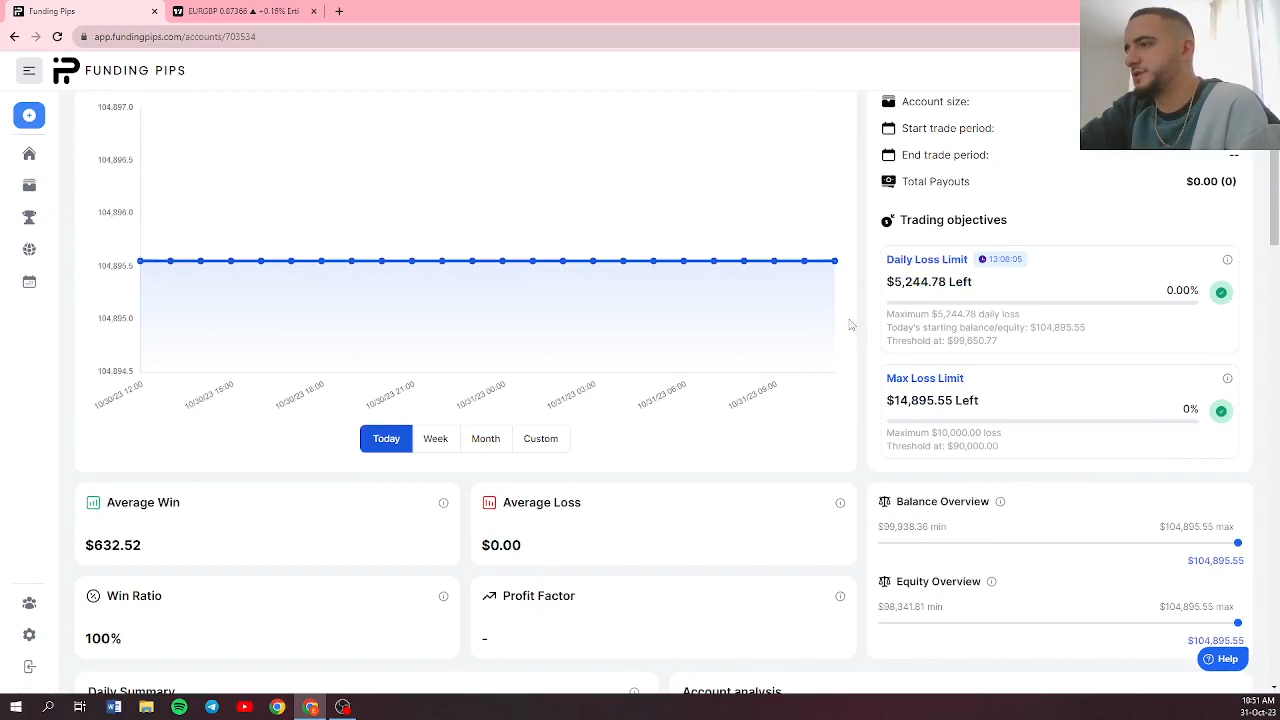 Funding Pips
EURGBP 0.87366 ▲ +0.16% Erti
app.fundingpips.com/accounts/703534
FUNDING PIPS
104,897.0
104,896.5
104,896.0
104,895.5
104,895.0
104,894.5
10/30/23 12:00
10/30/23 15:00
10/30/23 18:00
10/30/23 21:00
10/31/23 00:00
10/31/23 03:00
10/31/23 06:00
10/31/23 09:00
Today
Week
Month
Custom
Account size:
Start trade period:
End trade period:
--
Total Payouts
$0.00 (0)
Trading objectives
Daily Loss Limit
13:08:05
$5,244.78 Left
0.00%
Maximum $5,244.78 daily loss
Today's starting balance/equity: $104,895.55
Threshold at: $99,650.77
Max Loss Limit
$14,895.55 Left
0%
Maximum $10,000.00 loss
Threshold at: $90,000.00
Average Win
$632.52
Average Loss
$0.00
Win Ratio
100%
Profit Factor
-
Balance Overview
$99,938.36 min
$104,895.55 max
$104,895.55
Equity Overview
$98,341.81 min
$104,895.55 max
$104,895.55
Help
Daily Summary
Account analysis
10:51 AM
31-Oct-23